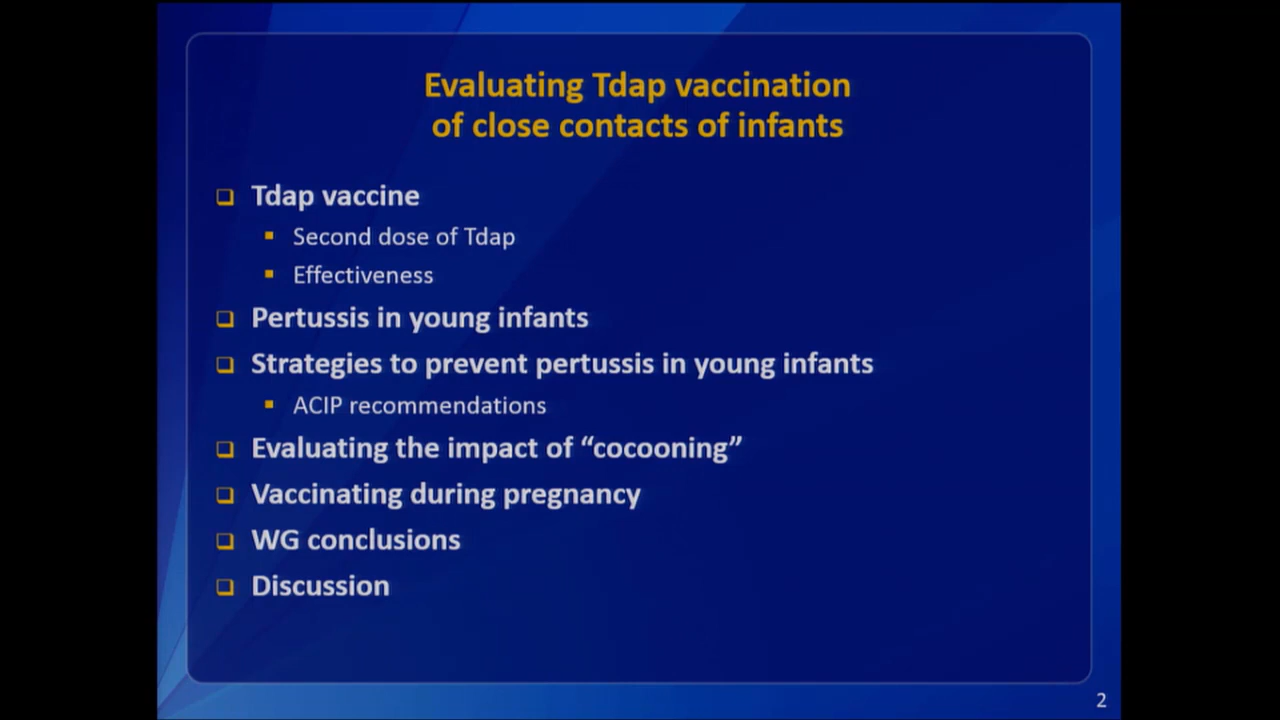 Evaluating Tdap vaccination
of close contacts of infants
Tdap vaccine
Second dose of Tdap
Effectiveness
Pertussis in young infants
Strategies to prevent pertussis in young infants
ACIP recommendations
Evaluating the impact of “cocooning”
Vaccinating during pregnancy
WG conclusions
Discussion
2